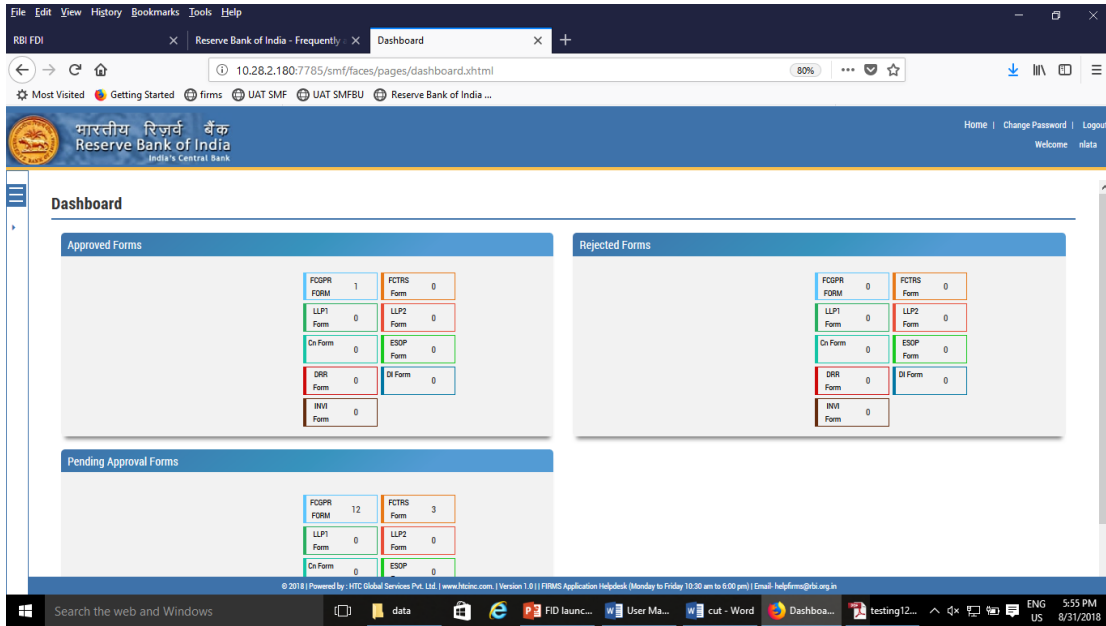 File Edit View History Bookmarks Tools Help
RBI FDI Reserve Bank of India - Frequently a Dashboard
10.28.2.180:7785/smf/faces/pages/dashboard.xhtml 80%
Most Visited Getting Started firms UAT SMF UAT SMFBU Reserve Bank of India ...
भारतीय रिज़र्व बैंक
Reserve Bank of India
India's Central Bank
Home | Change Password | Logout
Welcome nlata
Dashboard
Approved Forms
FCGPR FORM 1 FCTRS Form 0
LLP1 Form 0 LLP2 Form 0
Cn Form 0 ESOP Form 0
DRR Form 0 DI Form 0
INVI Form 0
Rejected Forms
FCGPR FORM 0 FCTRS Form 0
LLP1 Form 0 LLP2 Form 0
Cn Form 0 ESOP Form 0
DRR Form 0 DI Form 0
INVI Form 0
Pending Approval Forms
FCGPR FORM 12 FCTRS Form 3
LLP1 Form 0 LLP2 Form 0
Cn Form 0 ESOP Form 0
© 2018 | Powered by : HTC Global Services Pvt. Ltd. | www.htcinc.com. | Version 1.0 | | FIRMS Application Helpdesk (Monday to Friday 10:30 am to 6:00 pm) | Email- helpfirms@rbi.org.in
Search the web and Windows data FID launc... User Ma... cut - Word Dashboa... testing12... ENG US 5:55 PM 8/31/2018